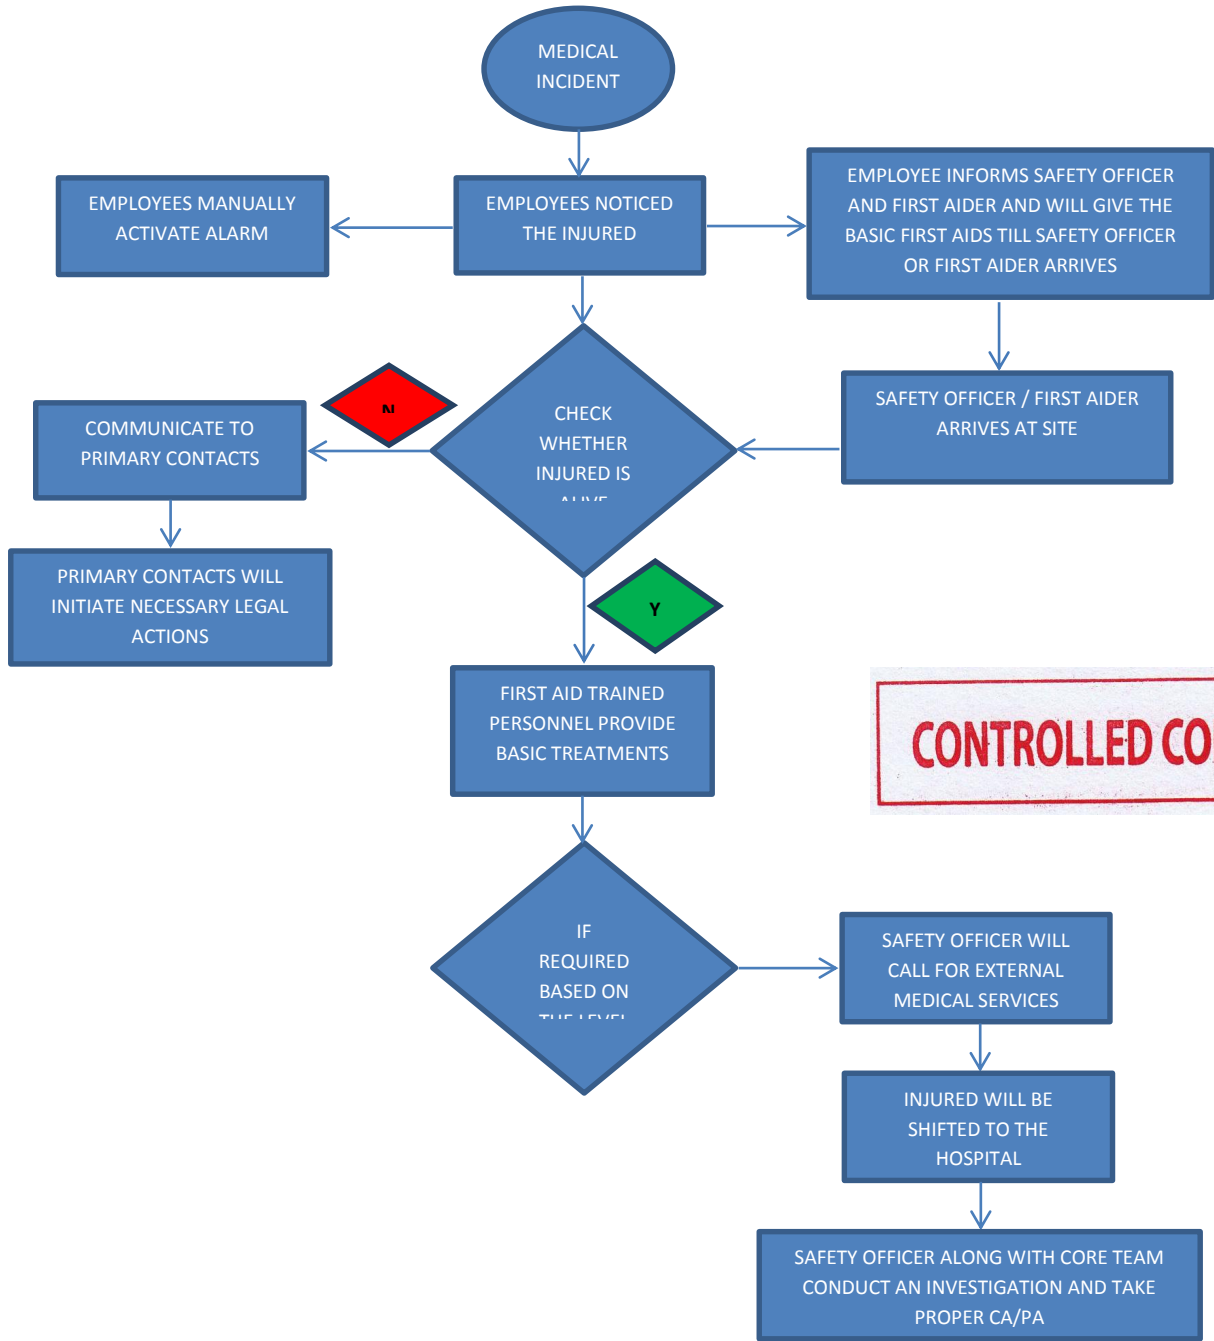 MEDICAL
INCIDENT
EMPLOYEES MANUALLY
ACTIVATE ALARM
EMPLOYEES NOTICED
THE INJURED
EMPLOYEE INFORMS SAFETY OFFICER
AND FIRST AIDER AND WILL GIVE THE
BASIC FIRST AIDS TILL SAFETY OFFICER
OR FIRST AIDER ARRIVES
SAFETY OFFICER / FIRST AIDER
ARRIVES AT SITE
N
CHECK
WHETHER
INJURED IS
ALIVE
COMMUNICATE TO
PRIMARY CONTACTS
PRIMARY CONTACTS WILL
INITIATE NECESSARY LEGAL
ACTIONS
Y
FIRST AID TRAINED
PERSONNEL PROVIDE
BASIC TREATMENTS
CONTROLLED CO
IF
REQUIRED
BASED ON
THE LEVEL
SAFETY OFFICER WILL
CALL FOR EXTERNAL
MEDICAL SERVICES
INJURED WILL BE
SHIFTED TO THE
HOSPITAL
SAFETY OFFICER ALONG WITH CORE TEAM
CONDUCT AN INVESTIGATION AND TAKE
PROPER CA/PA